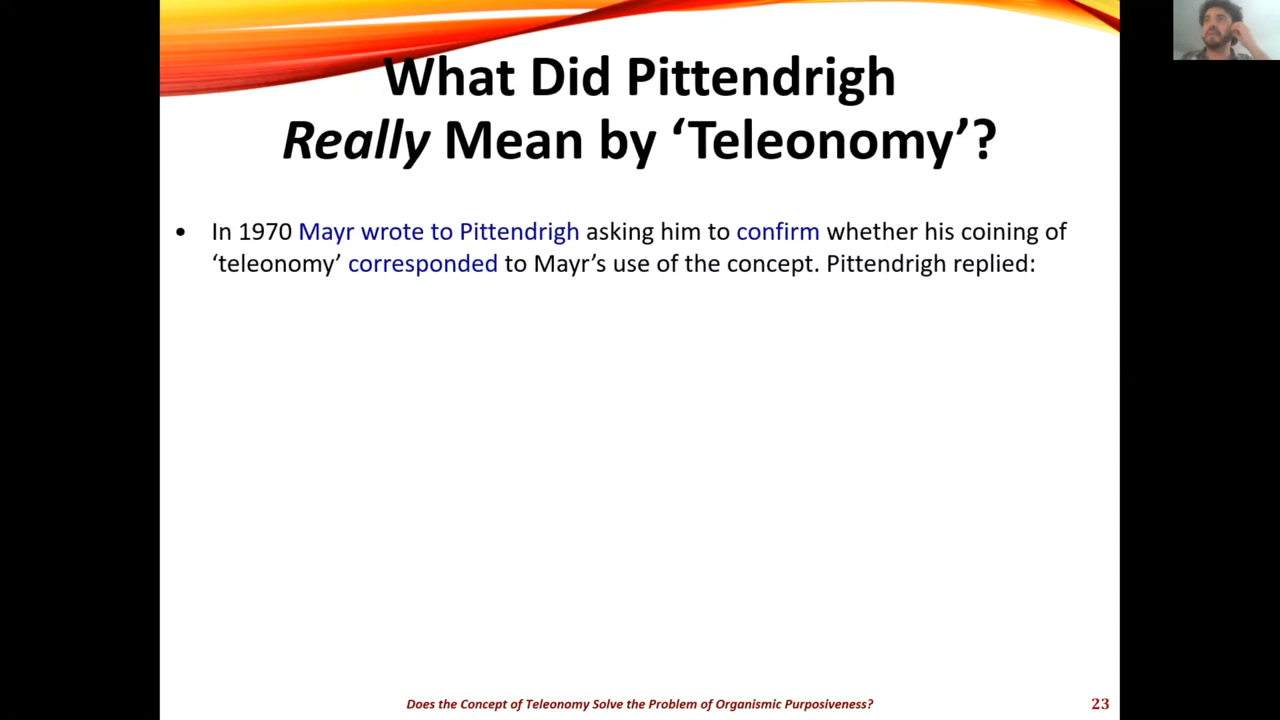 What Did Pittendrigh
Really Mean by ‘Teleonomy’?
• In 1970 Mayr wrote to Pittendrigh asking him to confirm whether his coining of
‘teleonomy’ corresponded to Mayr’s use of the concept. Pittendrigh replied:
Does the Concept of Teleonomy Solve the Problem of Organismic Purposiveness?
23